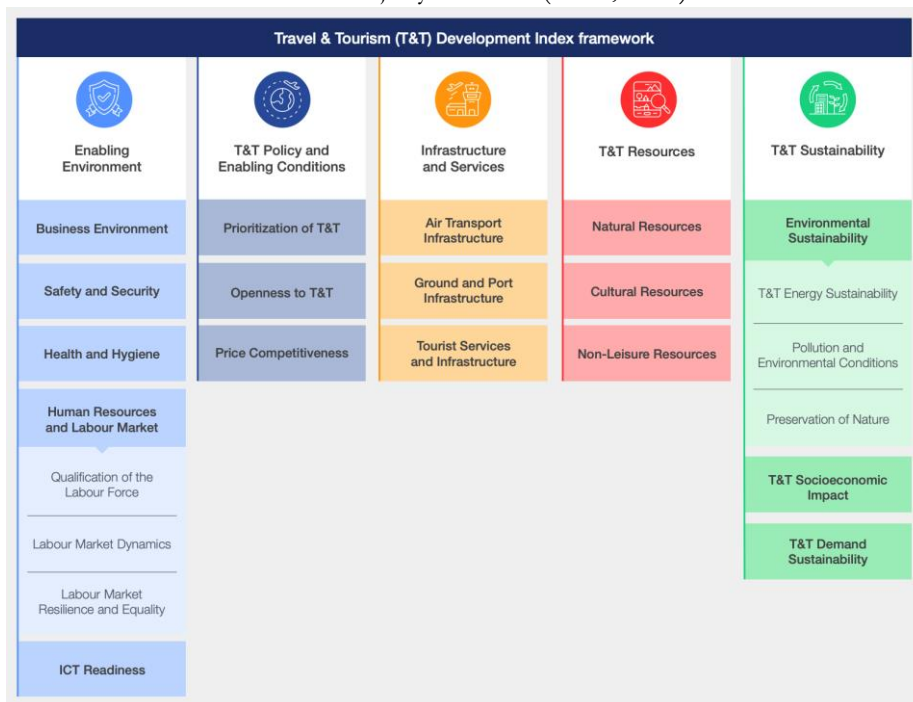 Travel & Tourism (T&T) Development Index framework
Enabling
Environment
Business Environment
Safety and Security
Health and Hygiene
Human Resources
and Labour Market
Qualification of the
Labour Force
Labour Market Dynamics
Labour Market
Resilience and Equality
ICT Readiness
T&T Policy and
Enabling Conditions
Prioritization of T&T
Openness to T&T
Price Competitiveness
Infrastructure
and Services
Air Transport
Infrastructure
Ground and Port
Infrastructure
Tourist Services
and Infrastructure
T&T Resources
Natural Resources
Cultural Resources
Non-Leisure Resources
T&T Sustainability
Environmental
Sustainability
T&T Energy Sustainability
Pollution and
Environmental Conditions
Preservation of Nature
T&T Socioeconomic
Impact
T&T Demand
Sustainability